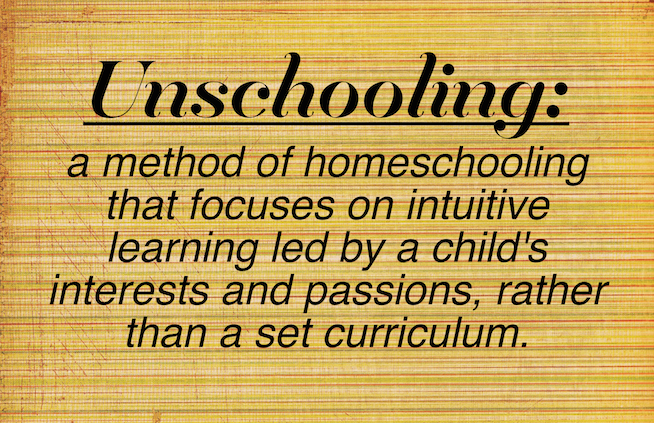 Unschooling:
a method of homeschooling
that focuses on intuitive
learning led by a child's
interests and passions, rather
than a set curriculum.